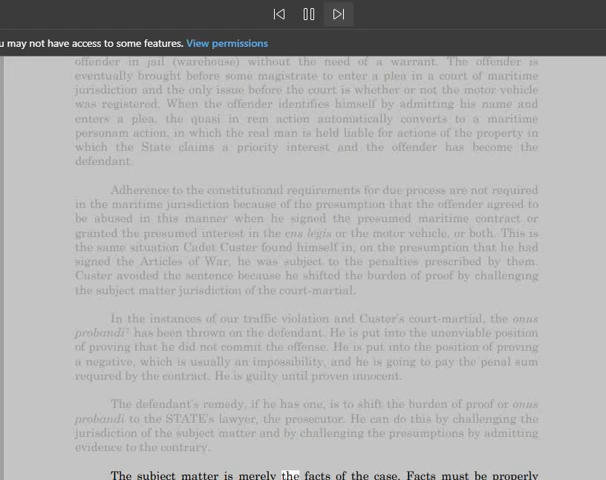 u may not have access to some features. View permissions
offender in jail (warehouse) without the need of a warrant. The offender is
eventually brought before some magistrate to enter a plea in a court of maritime
jurisdiction and the only issue before the court is whether or not the motor vehicle
was registered. When the offender identifies himself by admitting his name and
enters a plea, the quasi in rem action automatically converts to a maritime
personam action, in which the real man is held liable for actions of the property in
which the State claims a priority interest and the offender has become the
defendant.
Adherence to the constitutional requirements for due process are not required
in the maritime jurisdiction because of the presumption that the offender agreed to
be abused in this manner when he signed the presumed maritime contract or
granted the presumed interest in the ens legis or the motor vehicle, or both. This is
the same situation Cadet Custer found himself in, on the presumption that he had
signed the Articles of War, he was subject to the penalties prescribed by them.
Custer avoided the sentence because he shifted the burden of proof by challenging
the subject matter jurisdiction of the court-martial.
In the instances of our traffic violation and Custer's court-martial, the onus
probandi⁷ has been thrown on the defendant. He is put into the unenviable position
of proving that he did not commit the offense. He is put into the position of proving
a negative, which is usually an impossibility, and he is going to pay the penal sum
required by the contract. He is guilty until proven innocent.
The defendant's remedy, if he has one, is to shift the burden of proof or onus
probandi to the STATE's lawyer, the prosecutor. He can do this by challenging the
jurisdiction of the subject matter and by challenging the presumptions by admitting
evidence to the contrary.
The subject matter is merely the facts of the case. Facts must be properly